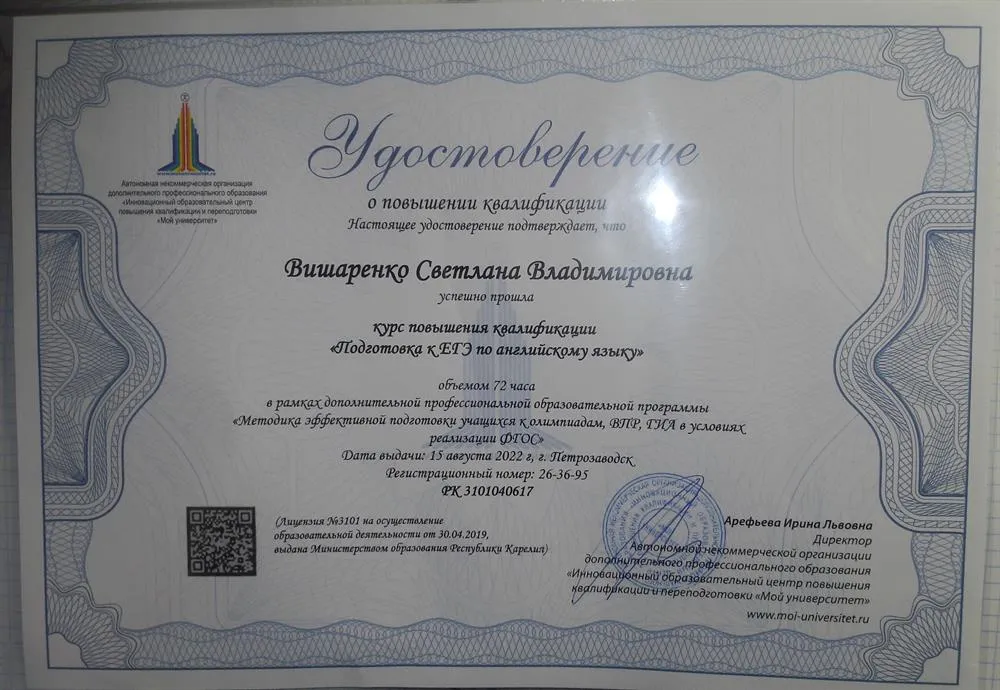 www.moi-universitet.ru
Автономная некоммерческая организация
дополнительного профессионального образования
«Инновационный образовательный центр
повышения квалификации и переподготовки
«Мой университет»
Удостоверение
о повышении квалификации
Настоящее удостоверение подтверждает, что
Вишаренко Светлана Владимировна
успешно прошла
курс повышения квалификации
«Подготовка к ЕГЭ по английскому языку»
объемом 72 часа
в рамках дополнительной профессиональной образовательной программы
«Методика эффективной подготовки учащихся к олимпиадам, ВПР, ГИА в условиях
реализации ФГОС»
Дата выдачи: 15 августа 2022 г, г. Петрозаводск
Регистрационный номер: 26-36-95
РК 3101040617
(Лицензия №3101 на осуществление
образовательной деятельности от 30.04.2019,
выдана Министерством образования Республики Карелия)
Арефьева Ирина Львовна
Директор
Автономной некоммерческой организации
дополнительного профессионального образования
«Инновационный образовательный центр повышения
квалификации и переподготовки «Мой университет»
www.moi-universitet.ru